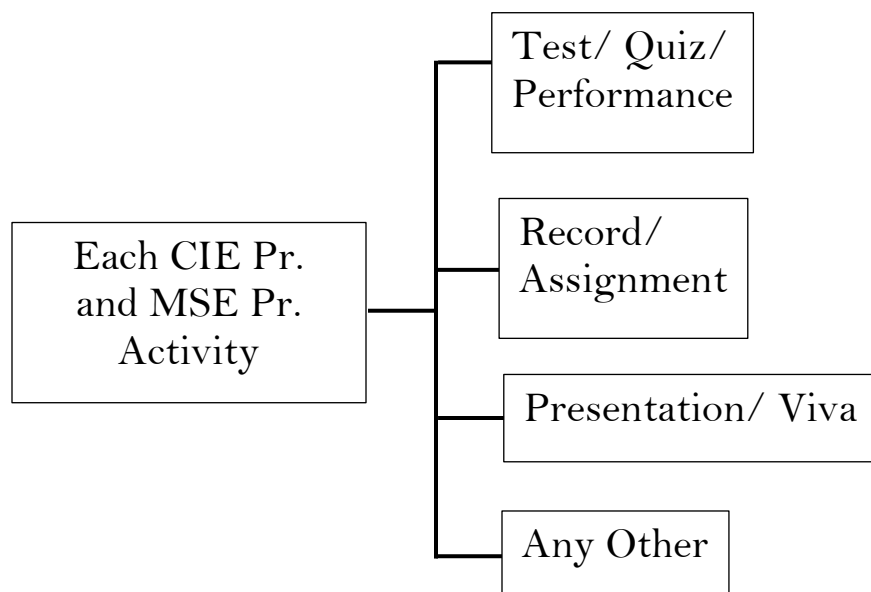 Test/ Quiz/
Performance
Record/
Assignment
Each CIE Pr.
and MSE Pr.
Activity
Presentation/ Viva
Any Other